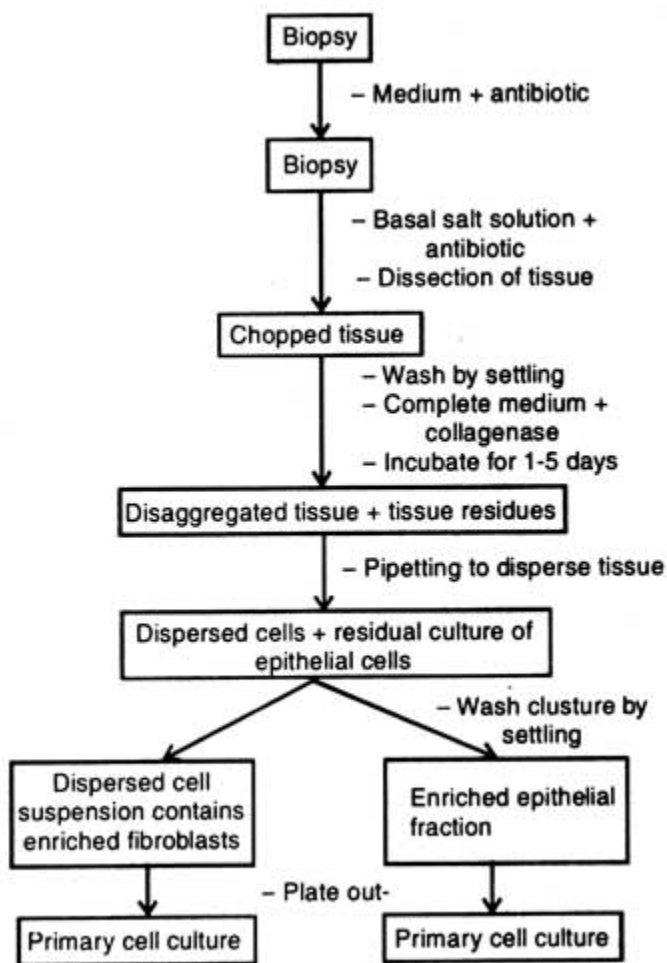 Biopsy
– Medium + antibiotic
Biopsy
– Basal salt solution +
antibiotic
– Dissection of tissue
Chopped tissue
– Wash by settling
– Complete medium +
collagenase
– Incubate for 1-5 days
Disaggregated tissue + tissue residues
– Pipetting to disperse tissue
Dispersed cells + residual culture of
epithelial cells
– Wash clusture by
settling
Dispersed cell
suspension contains
enriched fibroblasts
Enriched epithelial
fraction
– Plate out-
Primary cell culture
Primary cell culture